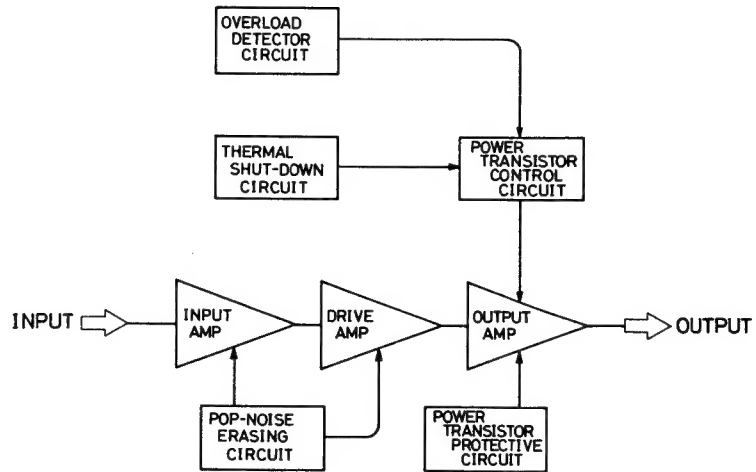 OVERLOAD
DETECTOR
CIRCUIT
THERMAL
SHUT-DOWN
CIRCUIT
POWER
TRANSISTOR
CONTROL
CIRCUIT
INPUT
INPUT
AMP
DRIVE
AMP
OUTPUT
AMP
OUTPUT
POP-NOISE
ERASING
CIRCUIT
POWER
TRANSISTOR
PROTECTIVE
CIRCUIT